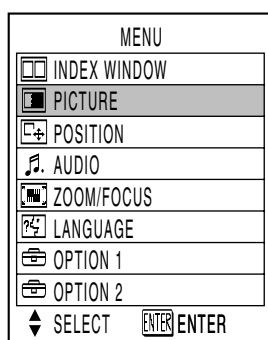 MENU
INDEX WINDOW
PICTURE
POSITION
AUDIO
ZOOM/FOCUS
LANGUAGE
OPTION 1
OPTION 2
SELECT ENTER ENTER